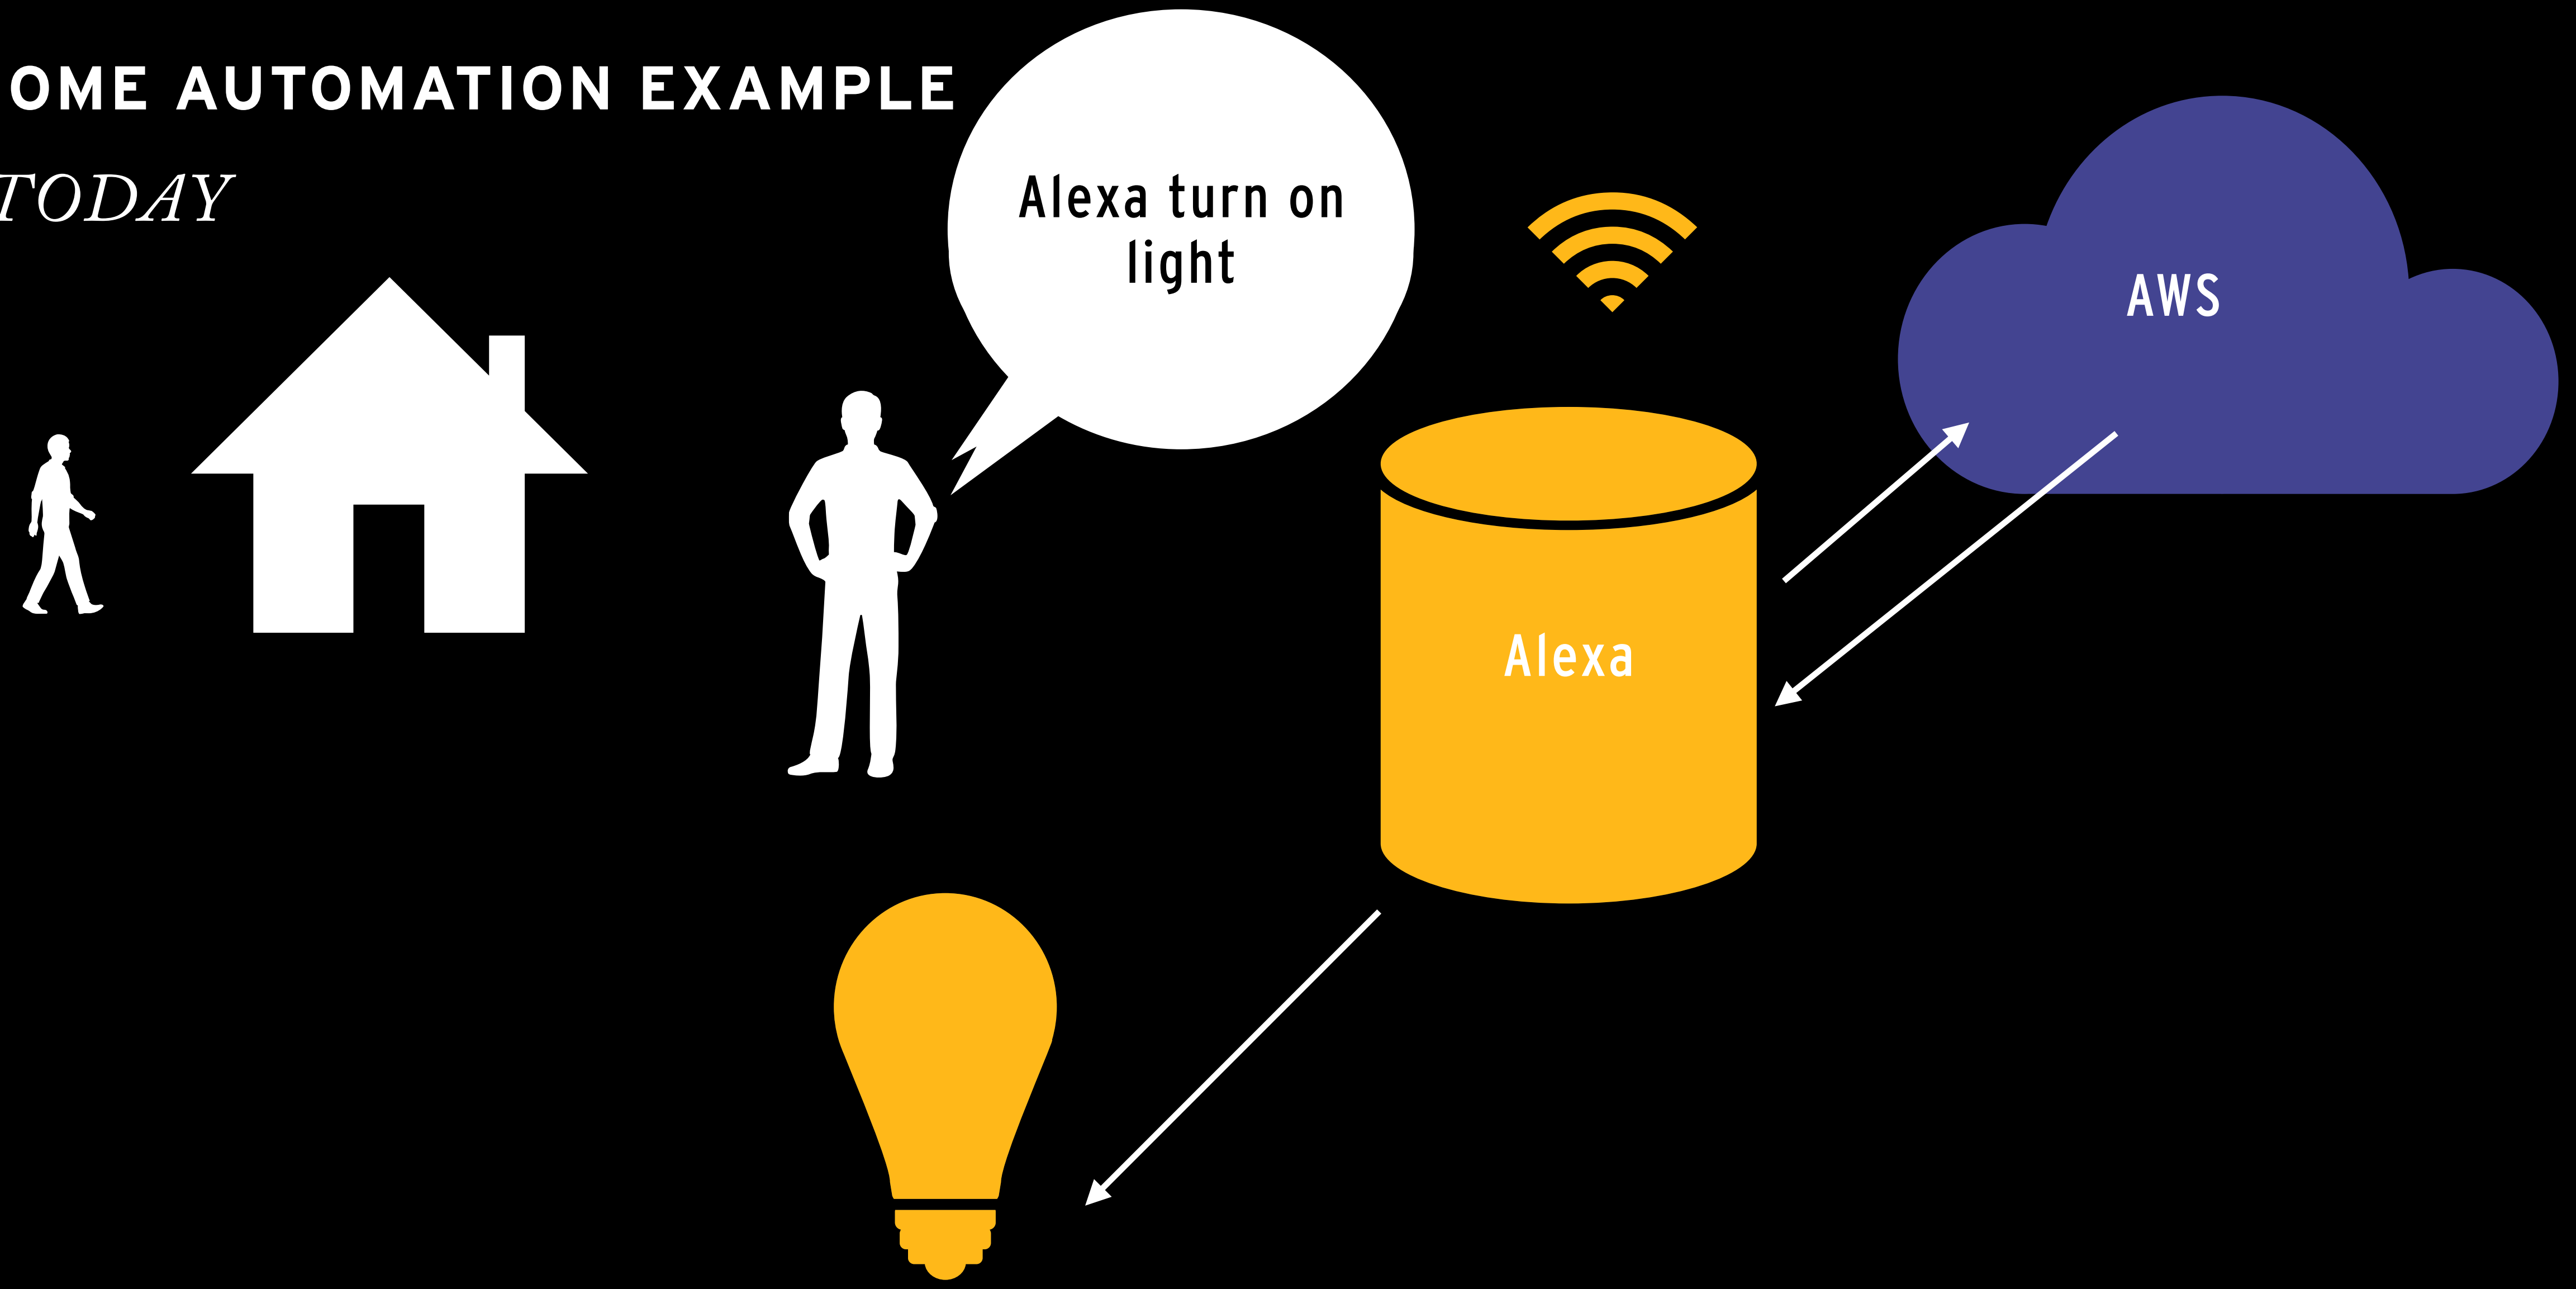 OME AUTOMATION EXAMPLE
TODAY
Alexa turn on
light
AWS
Alexa